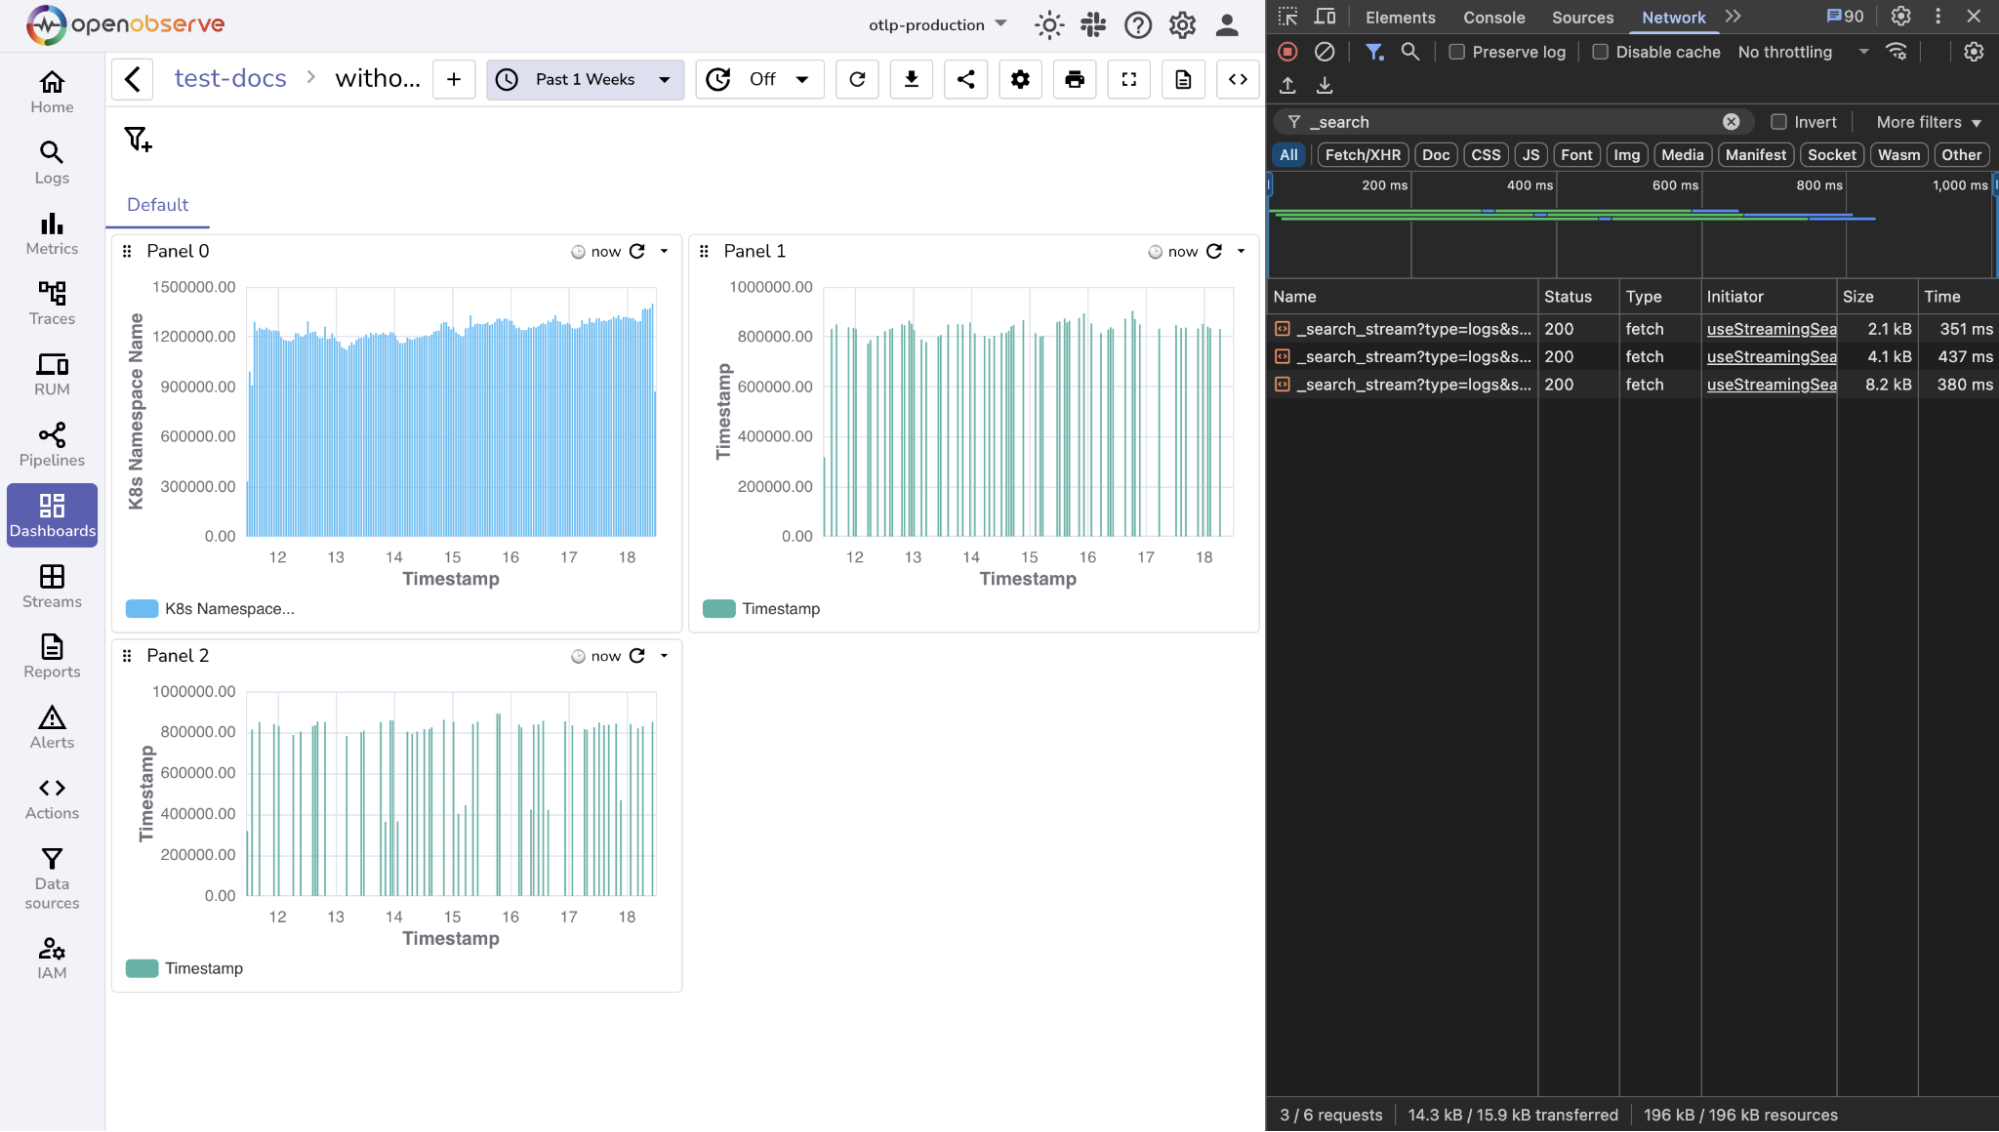 openobserve
otlp-production
Home
Logs
Metrics
Traces
RUM
Pipelines
Dashboards
Streams
Reports
Alerts
Actions
Data
sources
IAM
test-docs > witho...
+
Past 1 Weeks
Off
Default
Panel 0
now
1500000.00
1200000.00
900000.00
600000.00
300000.00
0.00
K8s Namespace Name
12 13 14 15 16 17 18
Timestamp
K8s Namespace...
Panel 1
now
1000000.00
800000.00
600000.00
400000.00
200000.00
0.00
Timestamp
12 13 14 15 16 17 18
Timestamp
Timestamp
Panel 2
now
1000000.00
800000.00
600000.00
400000.00
200000.00
0.00
Timestamp
12 13 14 15 16 17 18
Timestamp
Timestamp
Elements Console Sources Network 90
Preserve log Disable cache No throttling
_search Invert More filters
All Fetch/XHR Doc CSS JS Font Img Media Manifest Socket Wasm Other
200 ms 400 ms 600 ms 800 ms 1,000 ms
Name Status Type Initiator Size Time
_search_stream?type=logs&s... 200 fetch useStreamingSea 2.1 kB 351 ms
_search_stream?type=logs&s... 200 fetch useStreamingSea 4.1 kB 437 ms
_search_stream?type=logs&s... 200 fetch useStreamingSea 8.2 kB 380 ms
3 / 6 requests 14.3 kB / 15.9 kB transferred 196 kB / 196 kB resources